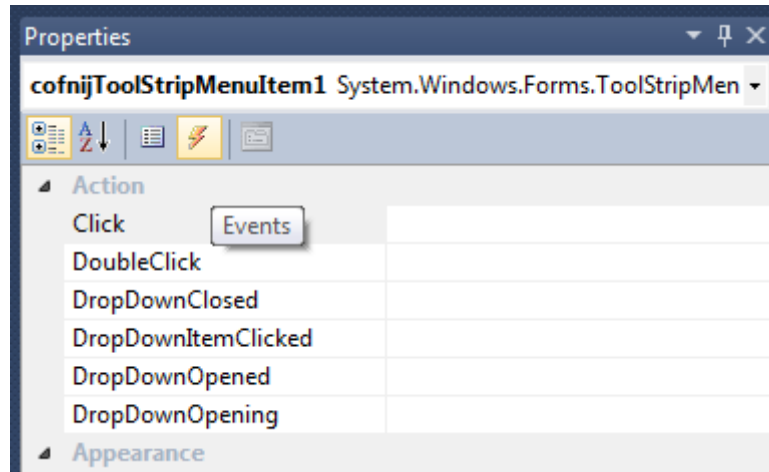 Properties
cofnijToolStripMenuItem1 System.Windows.Forms.ToolStripMen
A
Z
Action
Click
Events
DoubleClick
DropDownClosed
DropDownItemClicked
DropDownOpened
DropDownOpening
Appearance